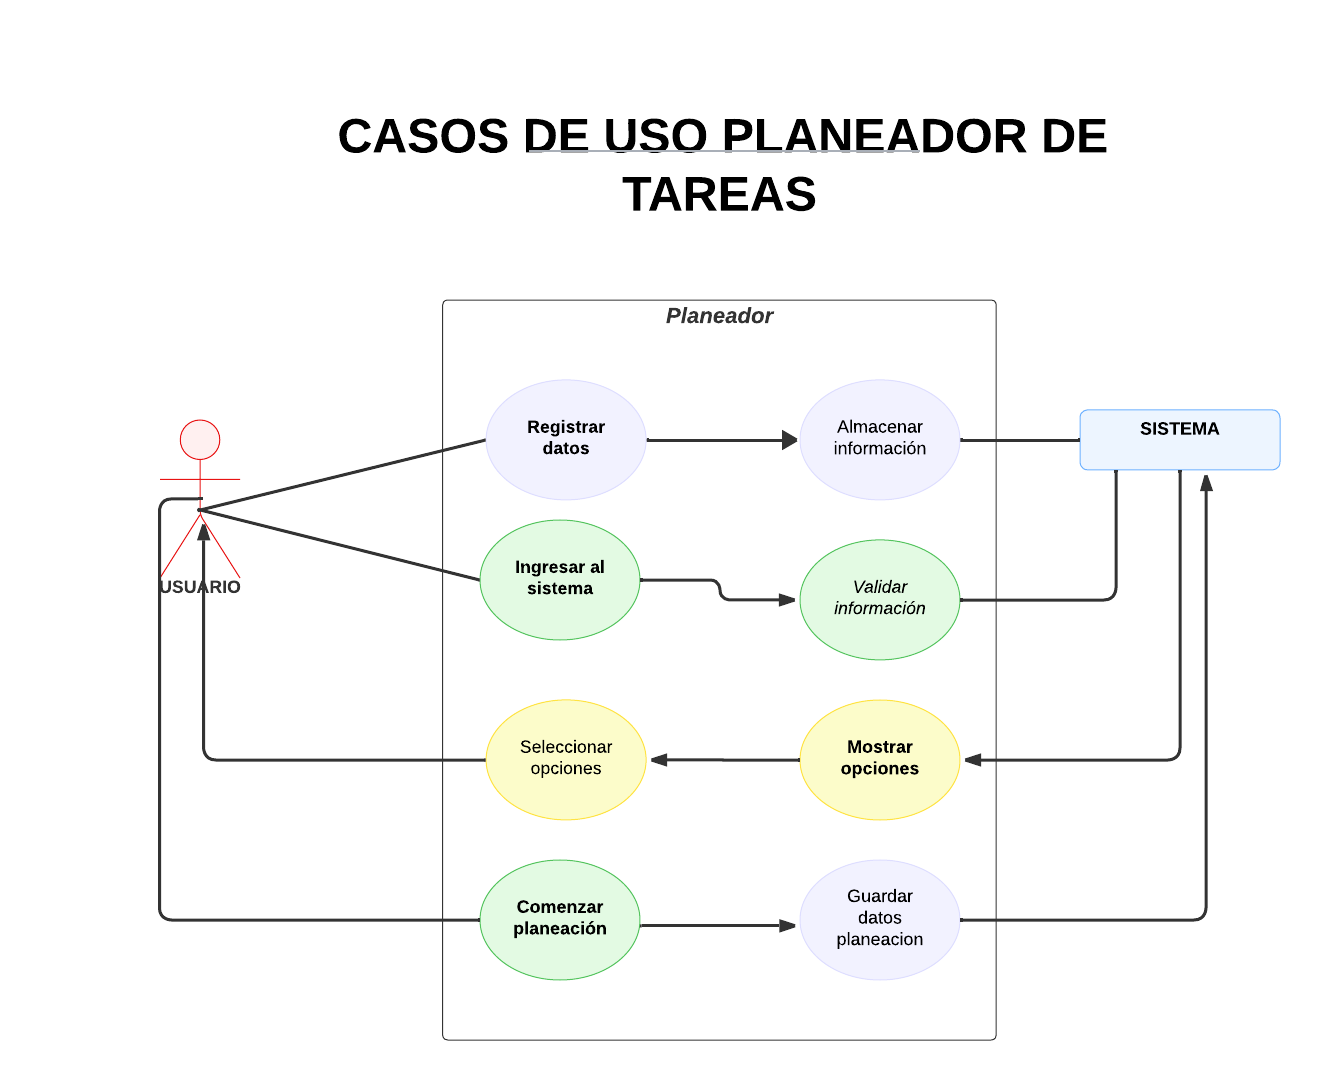 CASOS DE USO PLANEADOR DE
TAREAS
Planeador
Registrar
datos
Almacenar
información
SISTEMA
USUARIO
Ingresar al
sistema
Validar
información
Seleccionar
opciones
Mostrar
opciones
Comenzar
planeación
Guardar
datos
planeacion